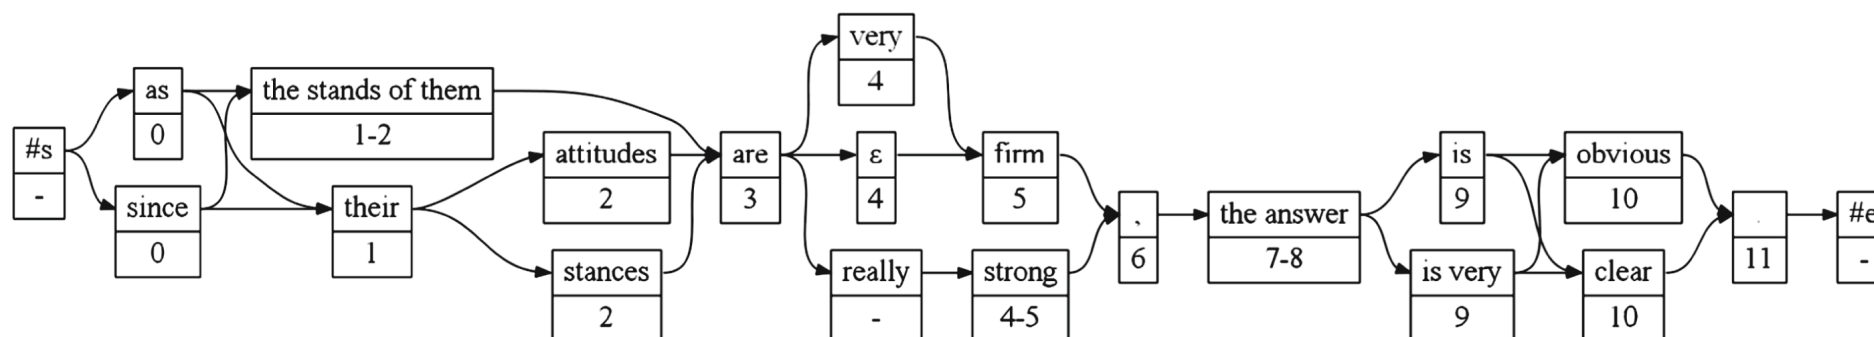 #s
-
as
0
since
0
the stands of them
1-2
their
1
attitudes
2
stances
2
are
3
very
4
ε
4
really
-
firm
5
strong
4-5
,
6
the answer
7-8
is
9
is very
9
obvious
10
clear
10
.
11
#e
-